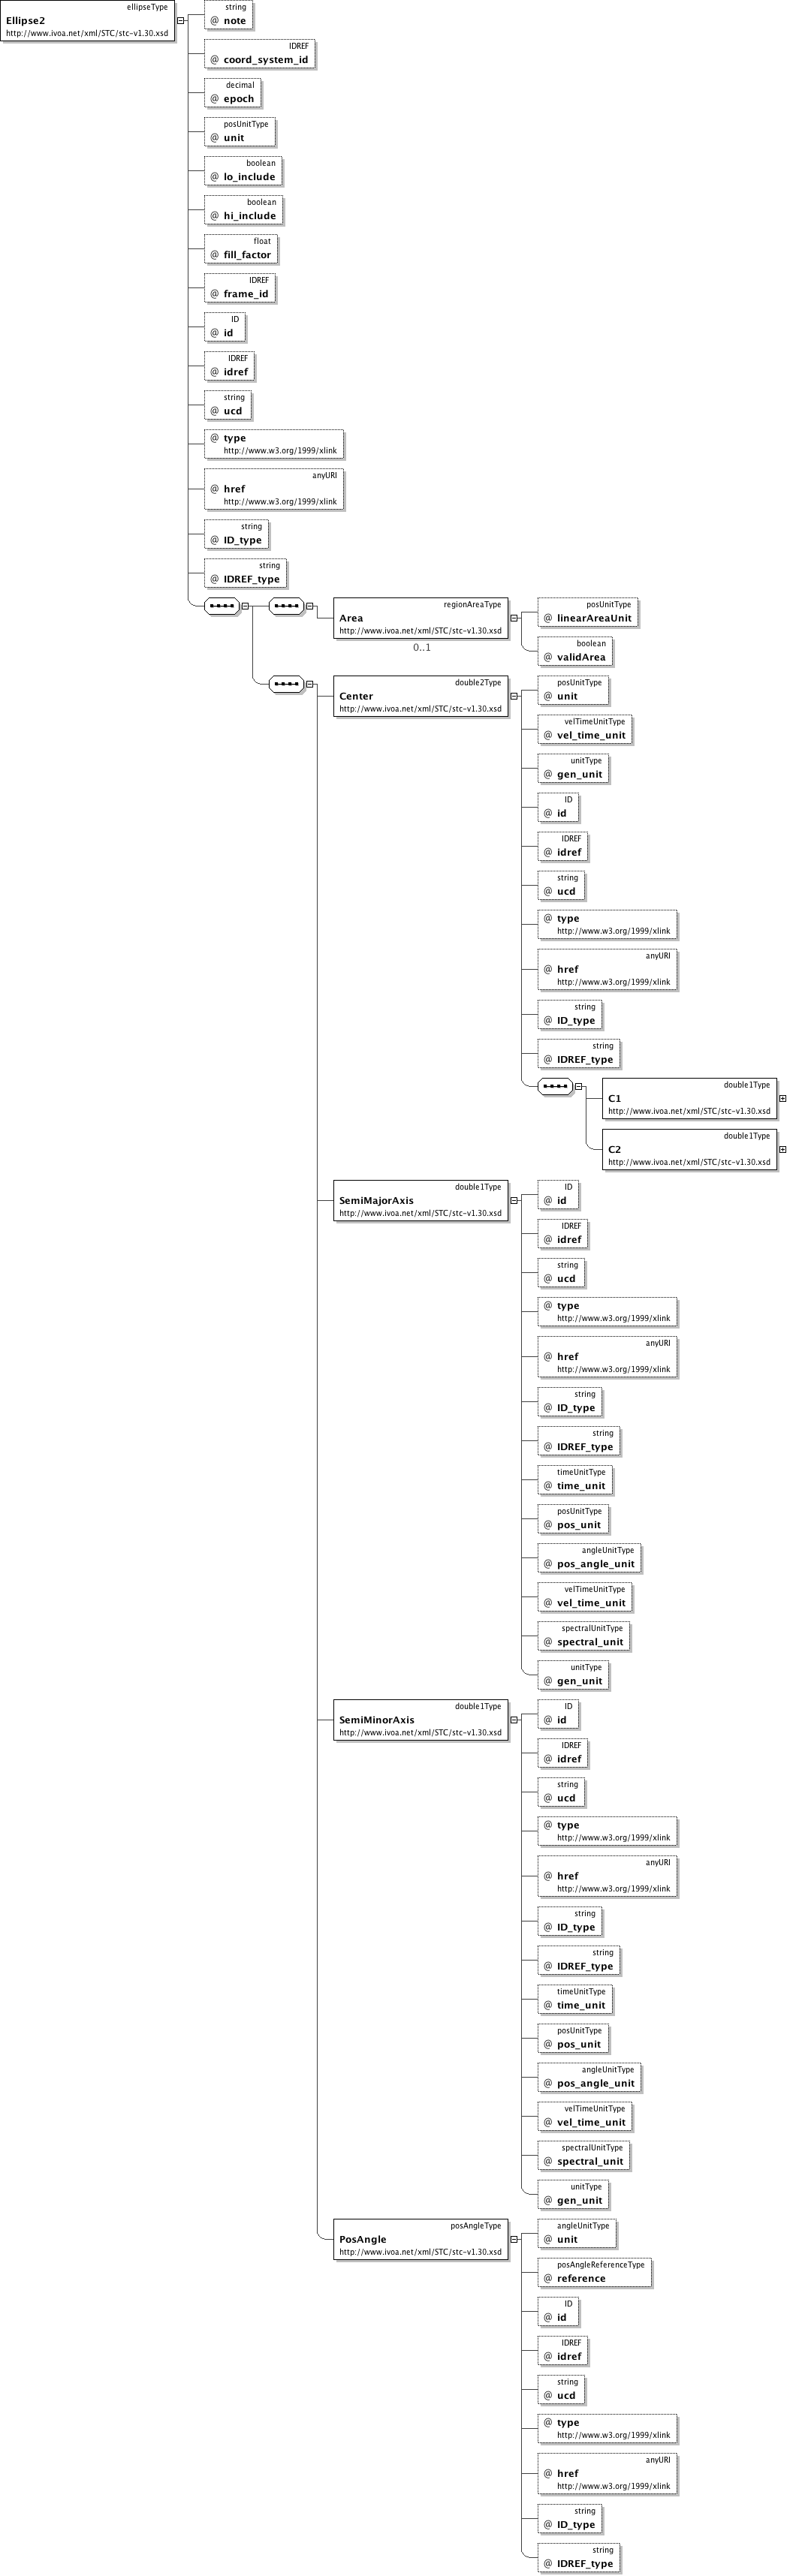 ellipseType
Ellipse2
http://www.ivoa.net/xml/STC/stc-v1.30.xsd
string
@ note
IDREF
@ coord_system_id
decimal
@ epoch
posUnitType
@ unit
boolean
@ lo_include
boolean
@ hi_include
float
@ fill_factor
IDREF
@ frame_id
ID
@ id
IDREF
@ idref
string
@ ucd
@ type
http://www.w3.org/1999/xlink
anyURI
@ href
http://www.w3.org/1999/xlink
string
@ ID_type
string
@ IDREF_type
regionAreaType
Area
http://www.ivoa.net/xml/STC/stc-v1.30.xsd
0..1
posUnitType
@ linearAreaUnit
boolean
@ validArea
double2Type
Center
http://www.ivoa.net/xml/STC/stc-v1.30.xsd
posUnitType
@ unit
velTimeUnitType
@ vel_time_unit
unitType
@ gen_unit
ID
@ id
IDREF
@ idref
string
@ ucd
@ type
http://www.w3.org/1999/xlink
anyURI
@ href
http://www.w3.org/1999/xlink
string
@ ID_type
string
@ IDREF_type
double1Type
C1
http://www.ivoa.net/xml/STC/stc-v1.30.xsd
double1Type
C2
http://www.ivoa.net/xml/STC/stc-v1.30.xsd
double1Type
SemiMajorAxis
http://www.ivoa.net/xml/STC/stc-v1.30.xsd
ID
@ id
IDREF
@ idref
string
@ ucd
@ type
http://www.w3.org/1999/xlink
anyURI
@ href
http://www.w3.org/1999/xlink
string
@ ID_type
string
@ IDREF_type
timeUnitType
@ time_unit
posUnitType
@ pos_unit
angleUnitType
@ pos_angle_unit
velTimeUnitType
@ vel_time_unit
spectralUnitType
@ spectral_unit
unitType
@ gen_unit
double1Type
SemiMinorAxis
http://www.ivoa.net/xml/STC/stc-v1.30.xsd
ID
@ id
IDREF
@ idref
string
@ ucd
@ type
http://www.w3.org/1999/xlink
anyURI
@ href
http://www.w3.org/1999/xlink
string
@ ID_type
string
@ IDREF_type
timeUnitType
@ time_unit
posUnitType
@ pos_unit
angleUnitType
@ pos_angle_unit
velTimeUnitType
@ vel_time_unit
spectralUnitType
@ spectral_unit
unitType
@ gen_unit
posAngleType
PosAngle
http://www.ivoa.net/xml/STC/stc-v1.30.xsd
angleUnitType
@ unit
posAngleReferenceType
@ reference
ID
@ id
IDREF
@ idref
string
@ ucd
@ type
http://www.w3.org/1999/xlink
anyURI
@ href
http://www.w3.org/1999/xlink
string
@ ID_type
string
@ IDREF_type